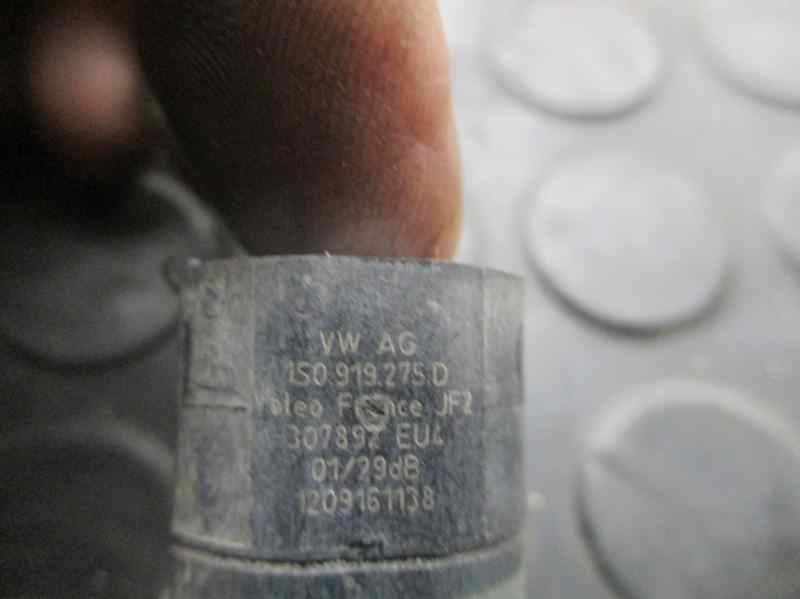 VW AG
1S0.919.275.D
Valeo France JF2
307892 EU4
01/29dB
1209161138